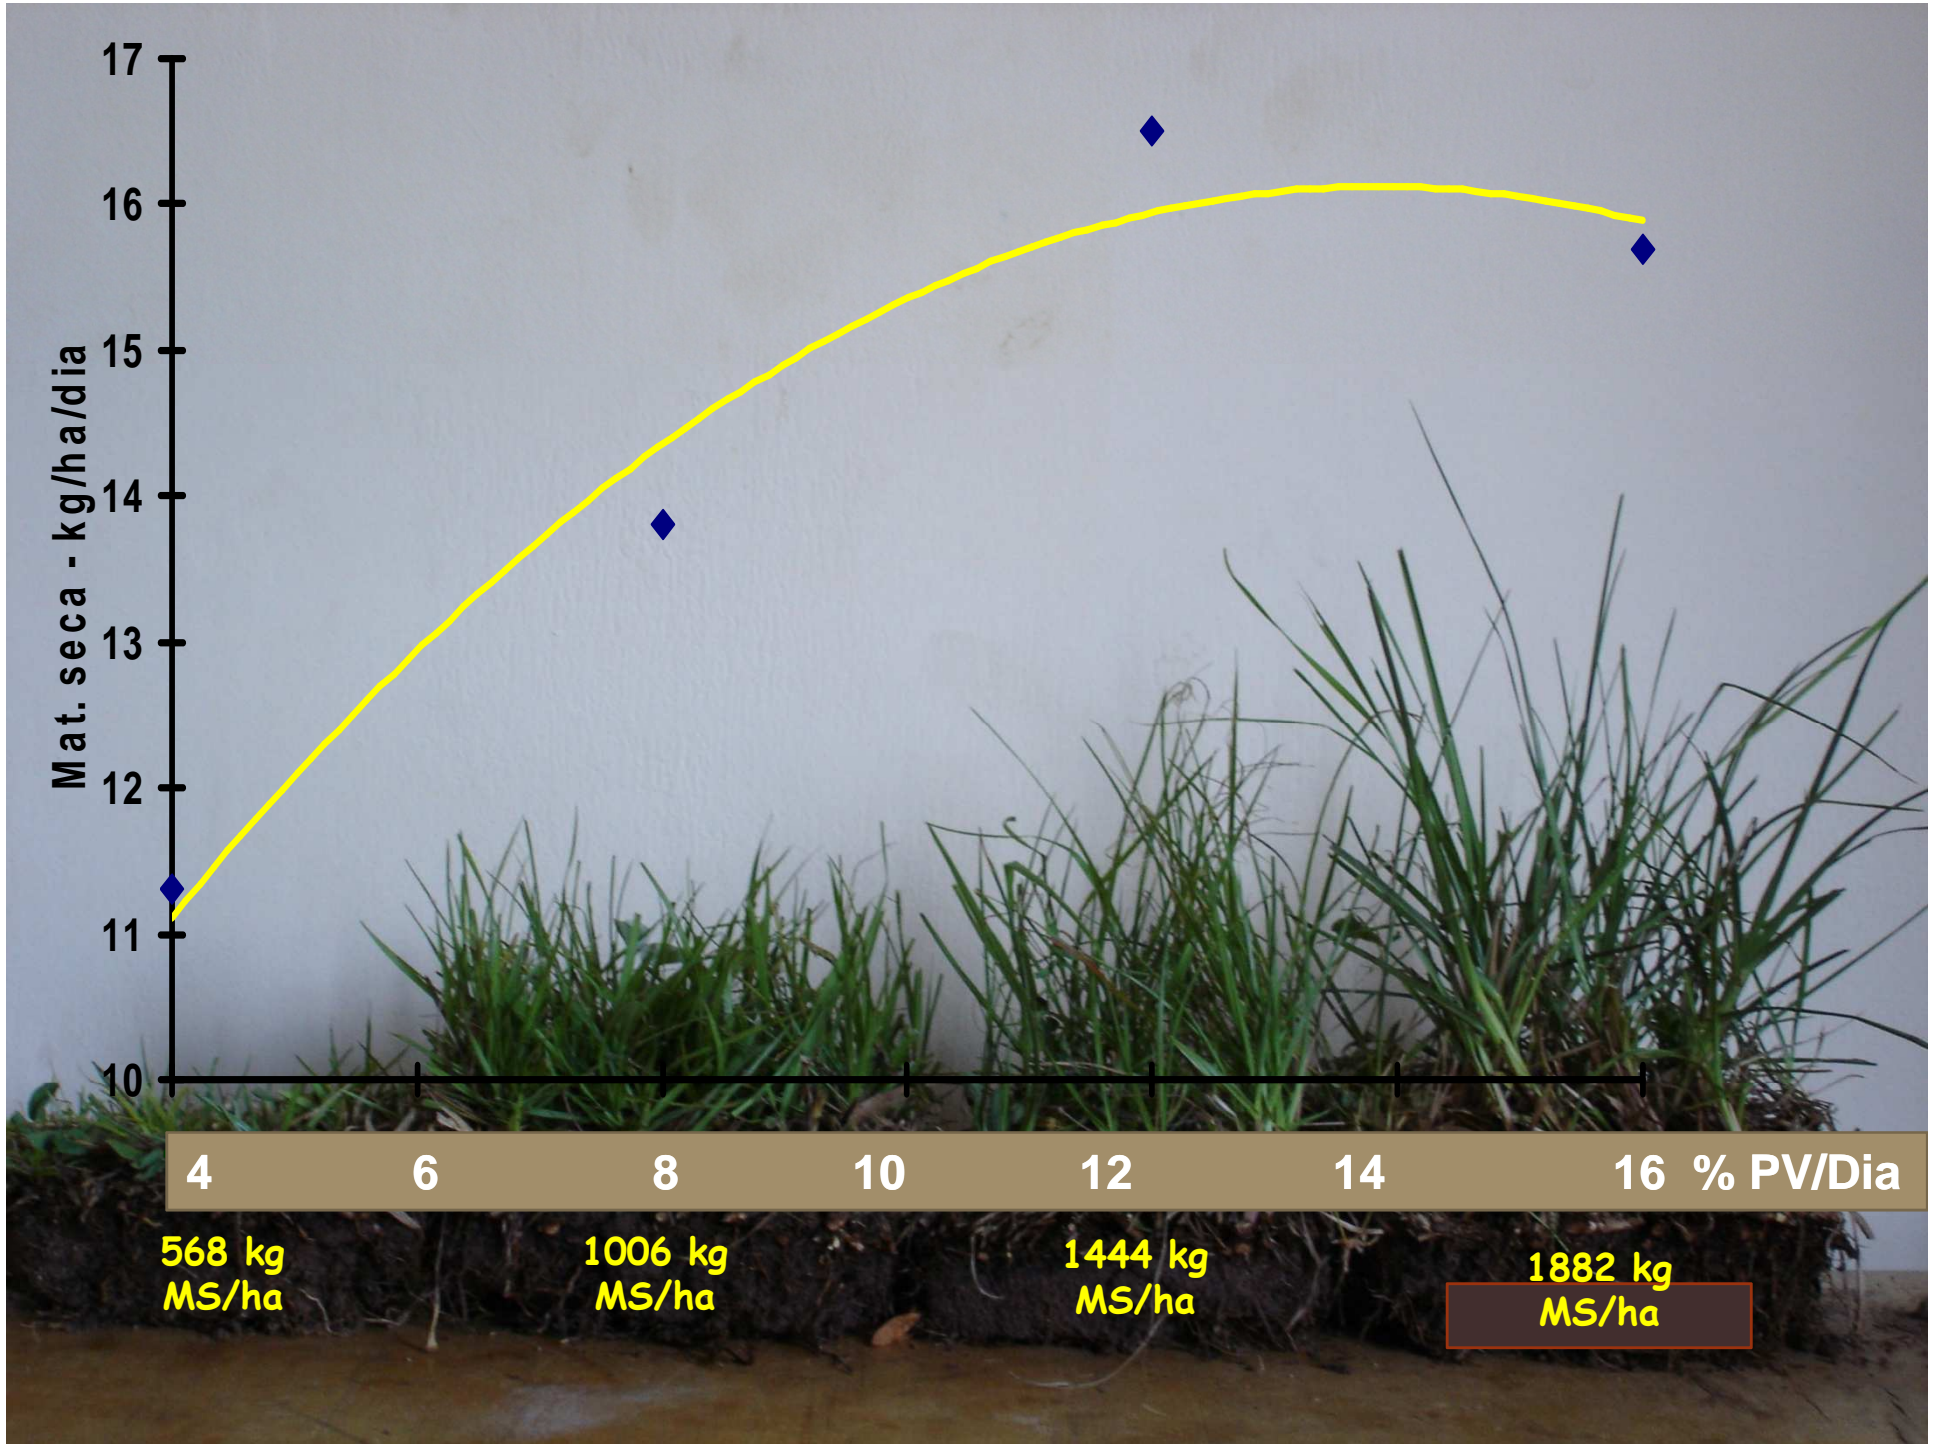 17
16
15
14
13
12
11
10
Mat. seca - kg/ha/dia
4 6 8 10 12 14 16 % PV/Dia
568 kg
MS/ha
1006 kg
MS/ha
1444 kg
MS/ha
1882 kg
MS/ha